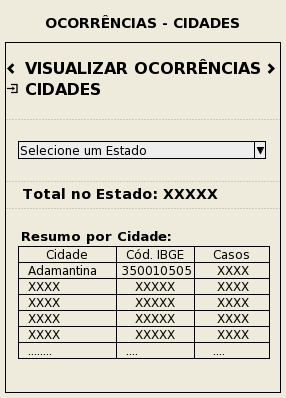 OCORRÊNCIAS - CIDADES
VISUALIZAR OCORRÊNCIAS
CIDADES
Selecione um Estado
Total no Estado: XXXXX
Resumo por Cidade:
Cidade Cód. IBGE Casos
Adamantina 350010505 XXXX
XXXX XXXXX XXXX
XXXX XXXXX XXXX
XXXX XXXXX XXXX
XXXX XXXXX XXXX
........ .... ....